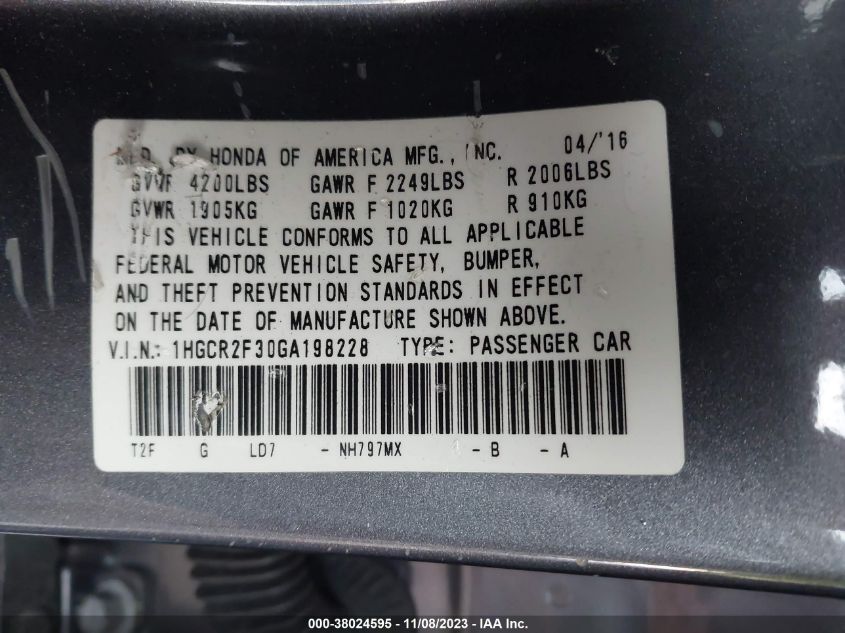 BY HONDA OF AMERICA MFG., INC. 04/'16
4200LBS GAWR F 2249LBS R 2006LBS
GVWR 1905KG GAWR F 1020KG R 910KG
THIS VEHICLE CONFORMS TO ALL APPLICABLE
FEDERAL MOTOR VEHICLE SAFETY, BUMPER,
AND THEFT PREVENTION STANDARDS IN EFFECT
ON THE DATE OF MANUFACTURE SHOWN ABOVE.
V.I.N.: 1HGCR2F30GA198228 TYPE: PASSENGER CAR
T2F G LD7 - NH797MX - B - A
000-38024595 - 11/08/2023 - IAA Inc.